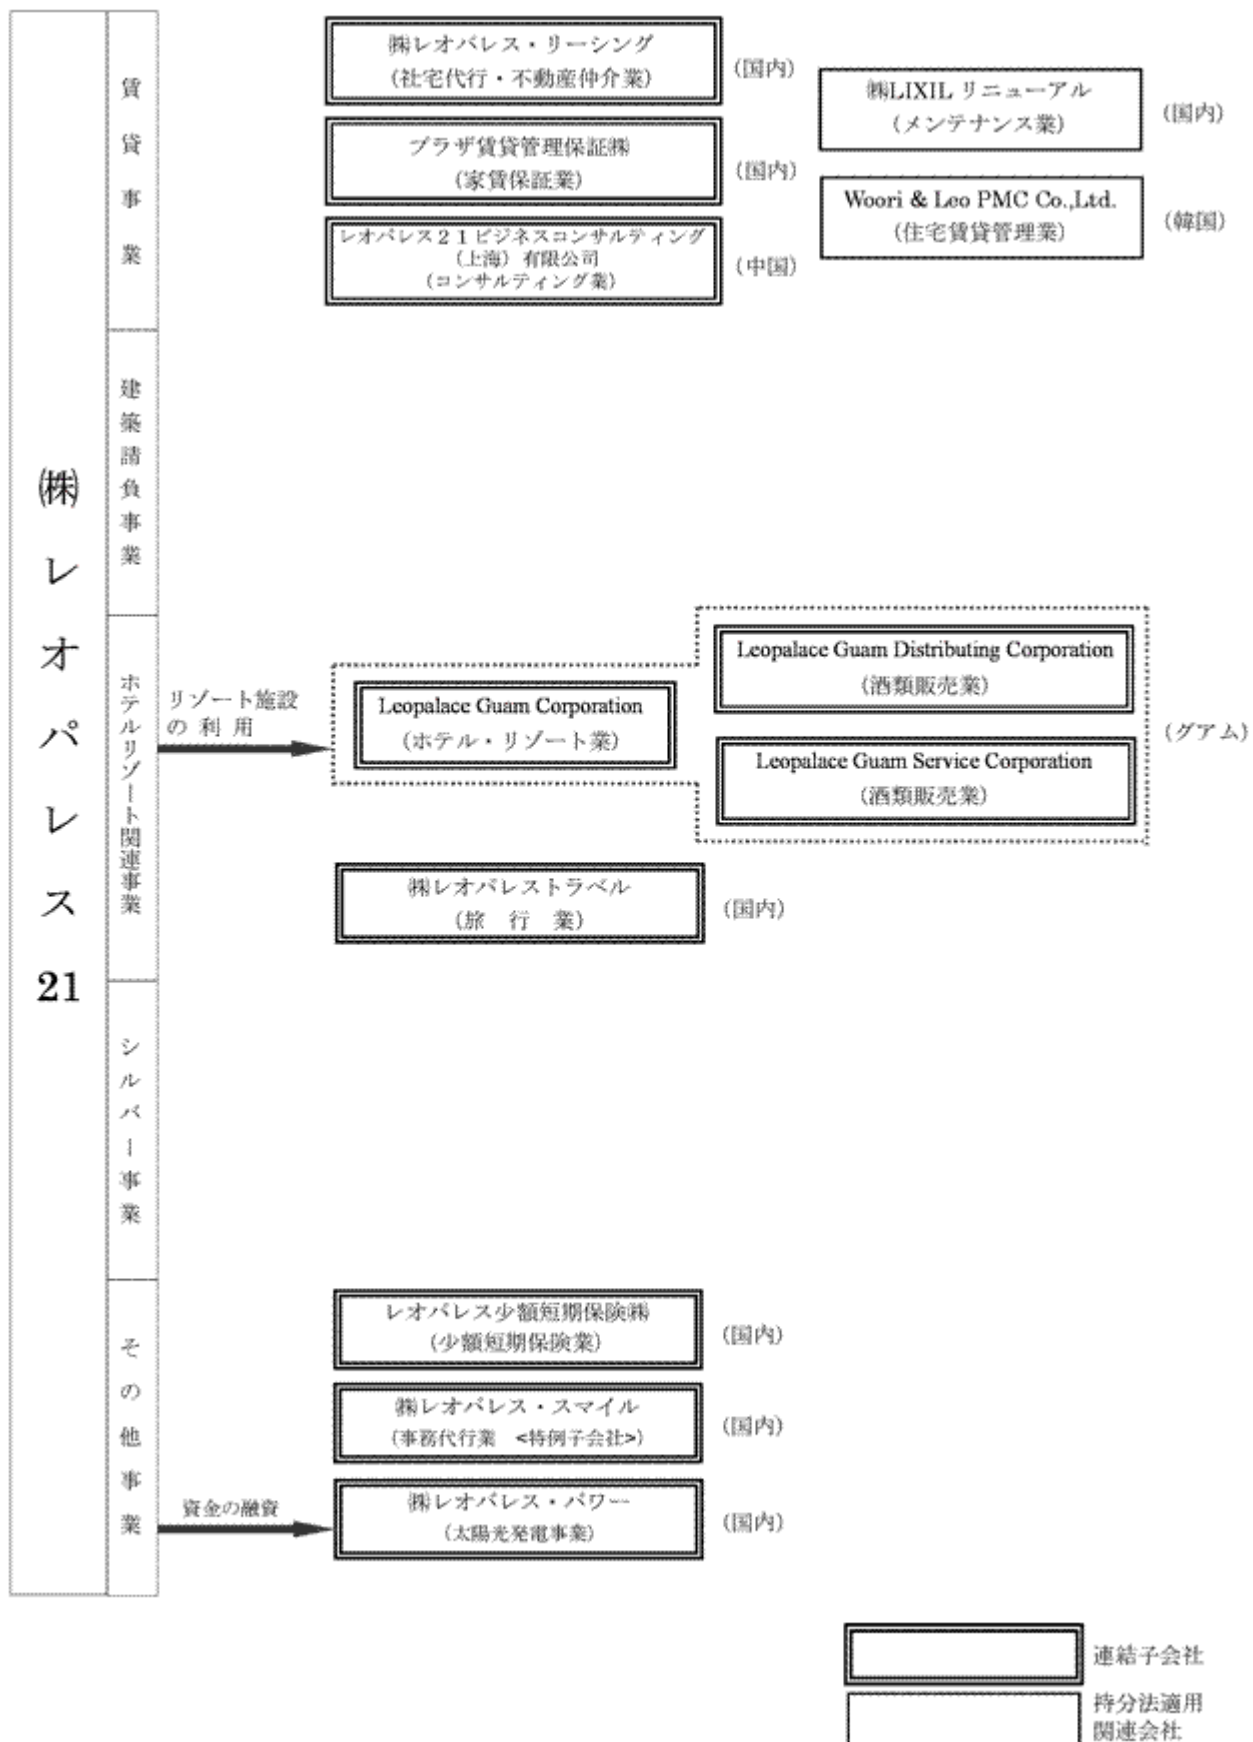 ㈱レオパレス21
賃貸事業
㈱レオパレス・リーシング
(社宅代行・不動産仲介業)
(国内)
プラザ賃貸管理保証㈱
(家賃保証業)
(国内)
レオパレス21ビジネスコンサルティング
(上海)有限公司
(コンサルティング業)
(中国)
㈱LIXIL リニューアル
(メンテナンス業)
(国内)
Woori & Leo PMC Co.,Ltd.
(住宅賃貸管理業)
(韓国)
建築請負事業
ホテルリゾート関連事業
リゾート施設
の 利 用
Leopalace Guam Corporation
(ホテル・リゾート業)
Leopalace Guam Distributing Corporation
(酒類販売業)
Leopalace Guam Service Corporation
(酒類販売業)
(グアム)
㈱レオパレストラベル
(旅 行 業)
(国内)
シルバー事業
その他事業
レオパレス少額短期保険㈱
(少額短期保険業)
(国内)
㈱レオパレス・スマイル
(事務代行業 <特例子会社>)
(国内)
資金の融資
㈱レオパレス・パワー
(太陽光発電事業)
(国内)
連結子会社
持分法適用
関連会社